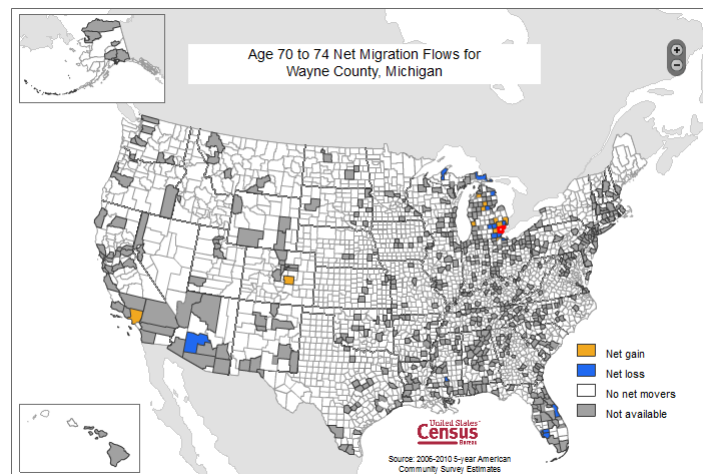 Age 70 to 74 Net Migration Flows for
Wayne County, Michigan
Net gain
Net loss
No net movers
Not available
United States®
Census
Bureau
Source: 2006-2010 5-year American
Community Survey Estimates